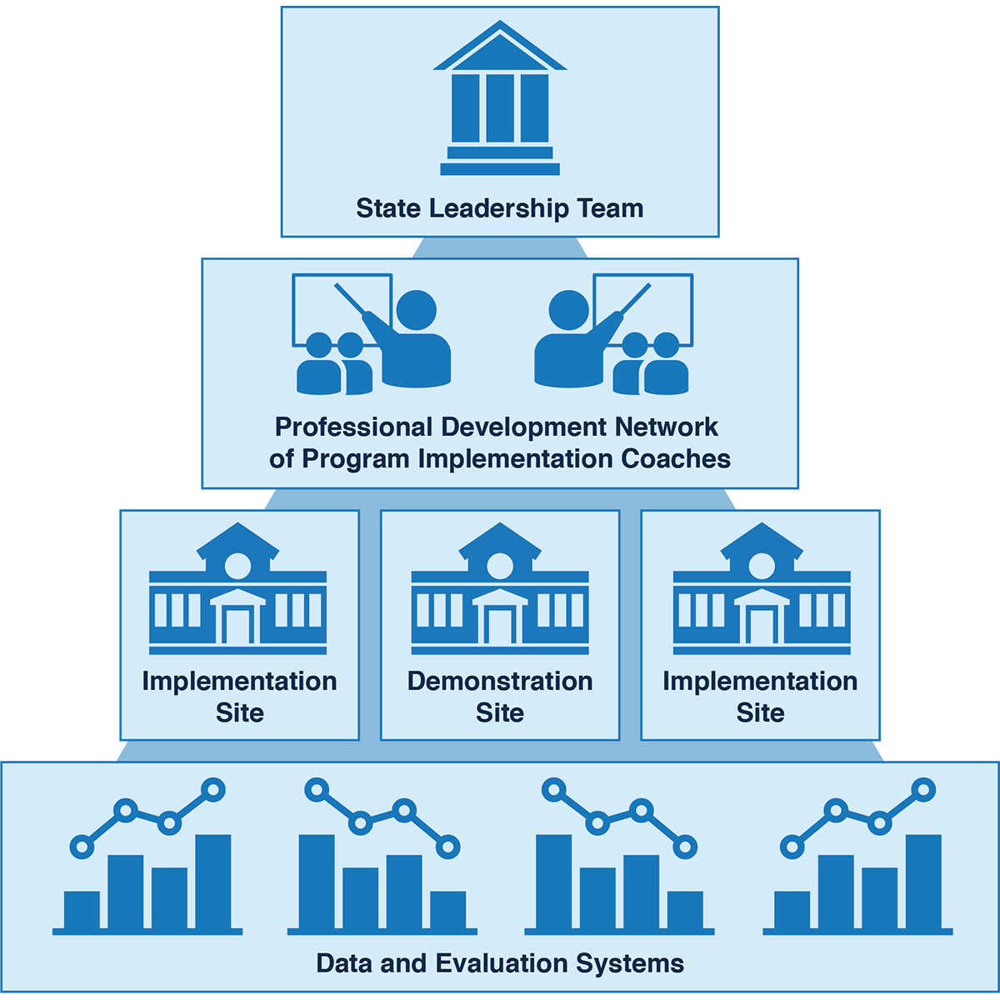 State Leadership Team
Professional Development Network
of Program Implementation Coaches
Implementation
Site
Demonstration
Site
Implementation
Site
Data and Evaluation Systems